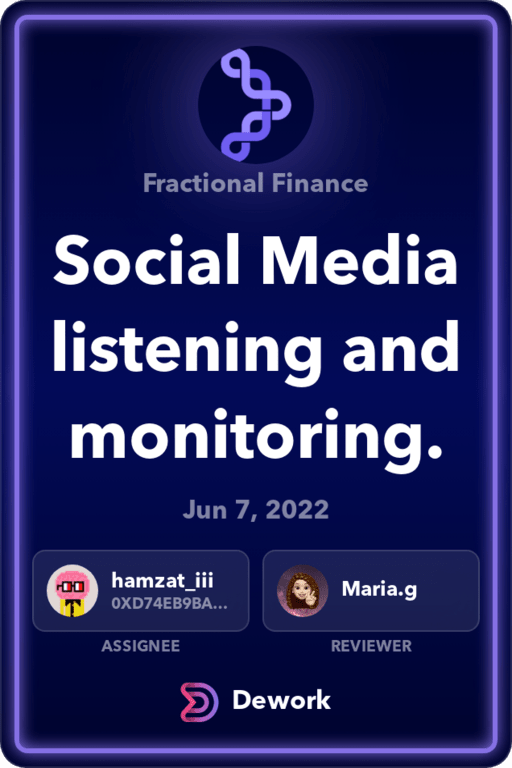 Fractional Finance
Social Media
listening and
monitoring.
Jun 7, 2022
hamzat_iii
0XD74EB9BA...
ASSIGNEE
Maria.g
REVIEWER
Dework